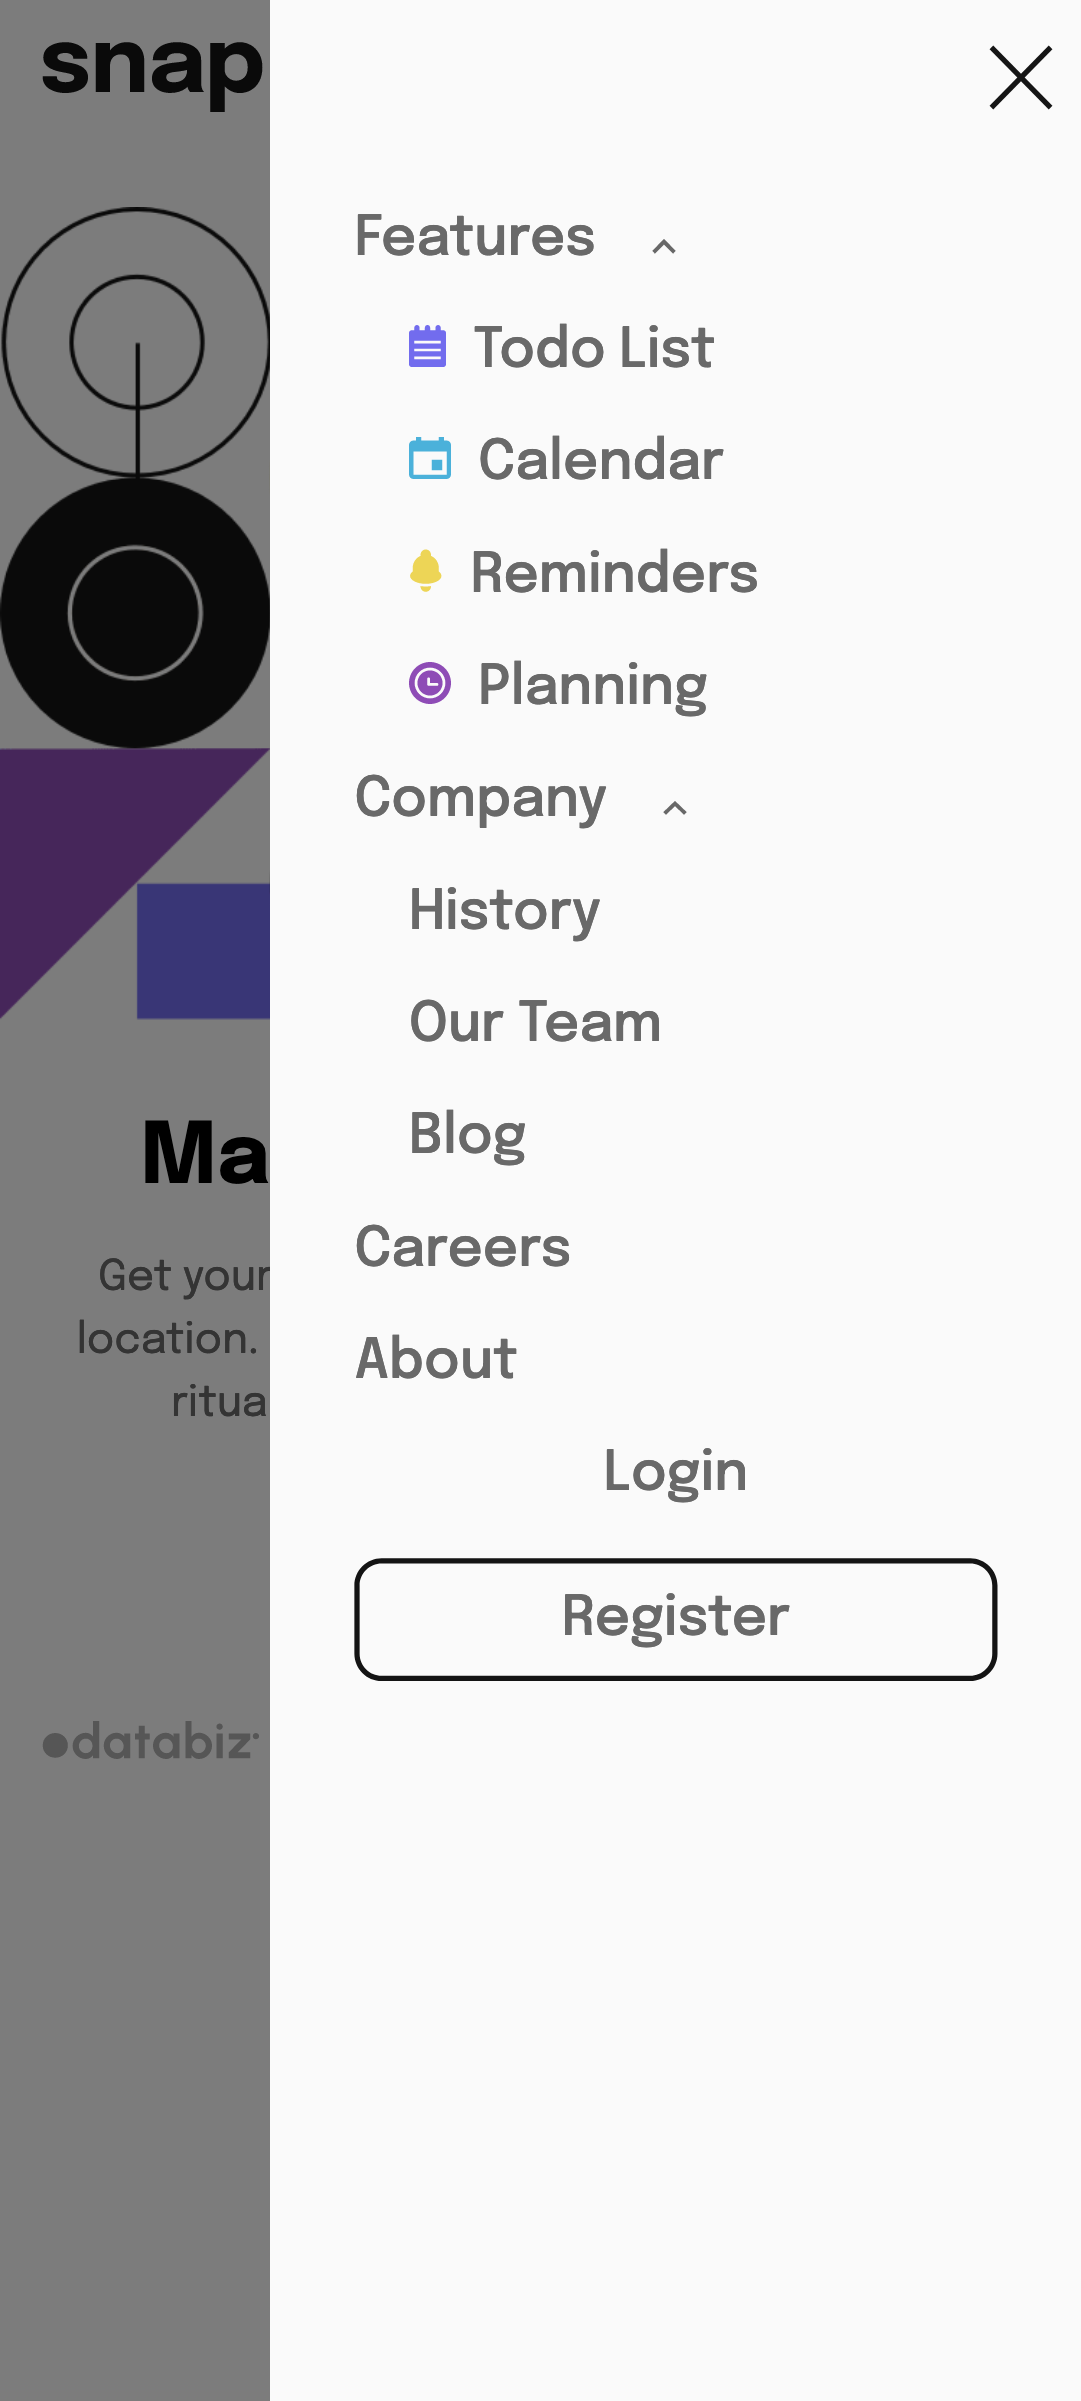 snap
Features
Todo List
Calendar
Reminders
Planning
Company
History
Our Team
Blog
Careers
About
Login
Register
Ma
Get your
location.
ritua
databiz